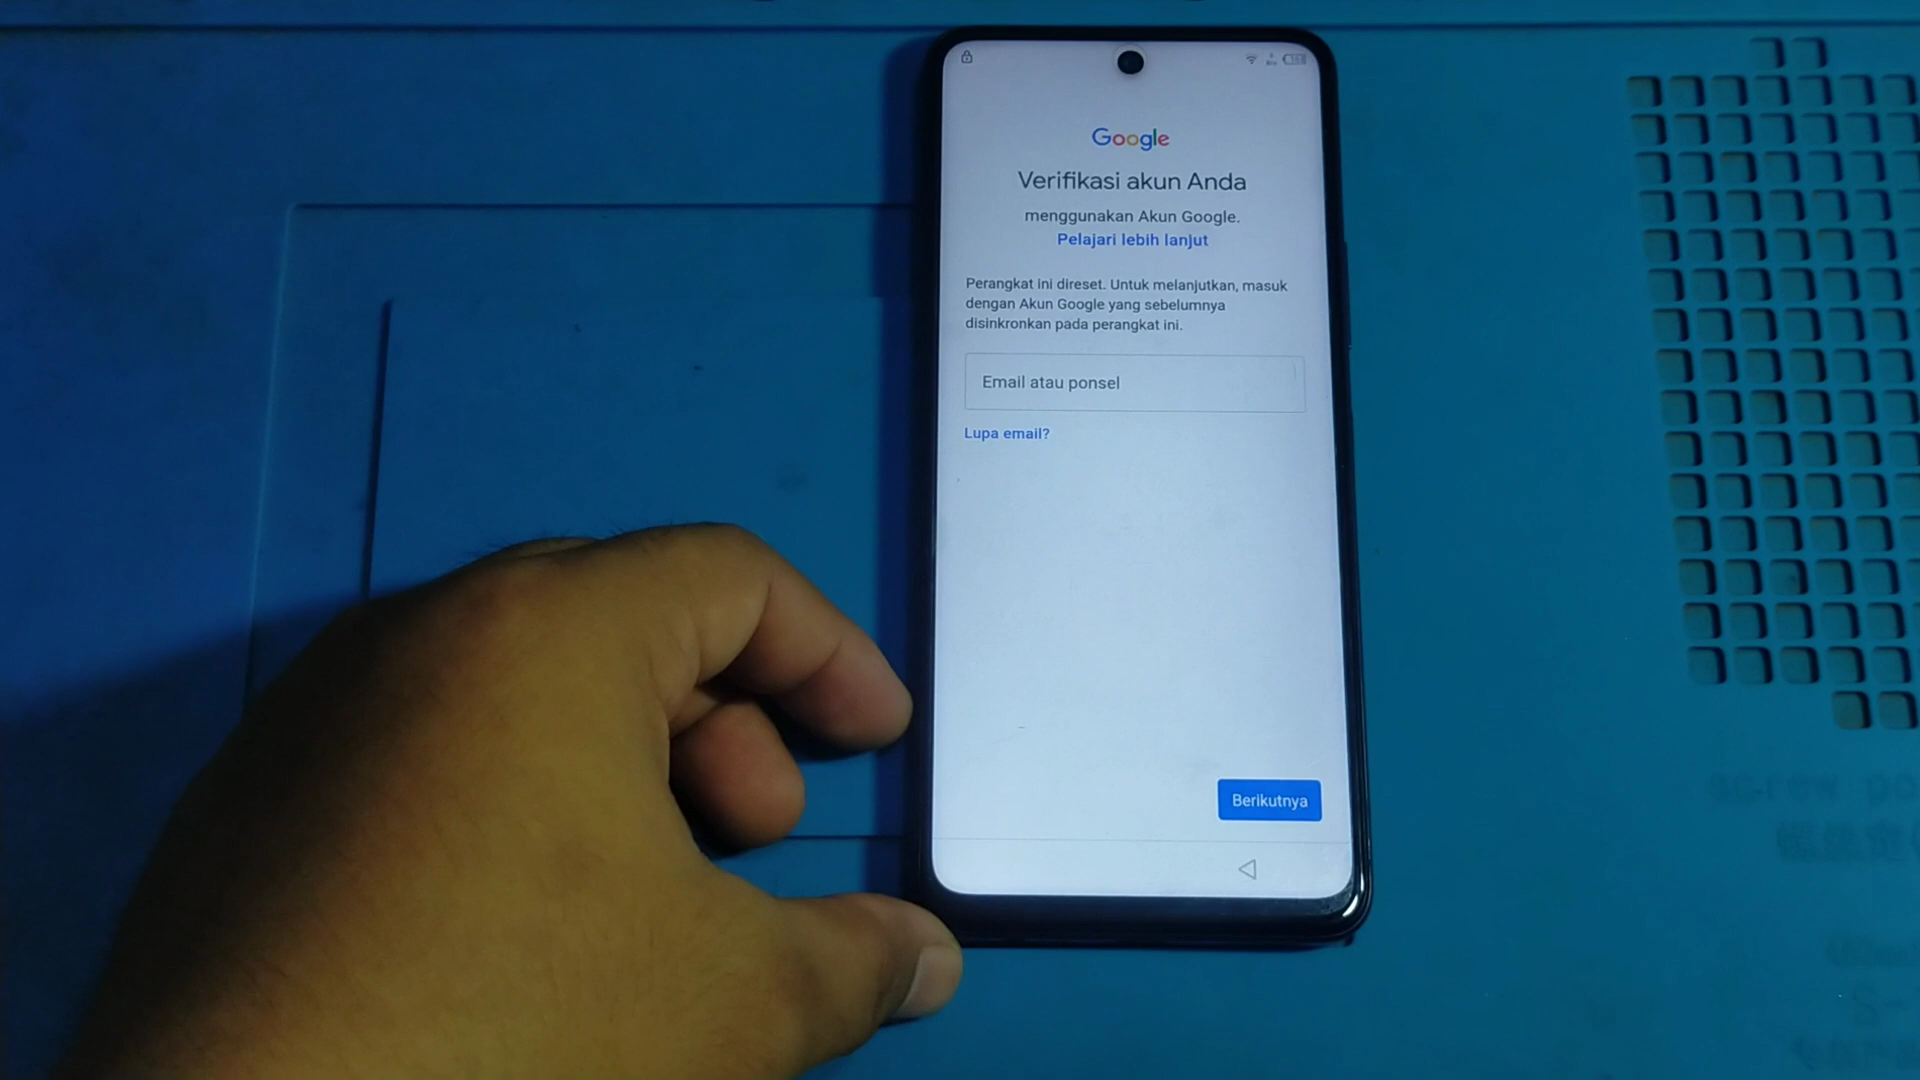 Google
Verifikasi akun Anda
menggunakan Akun Google.
Pelajari lebih lanjut
Perangkat ini direset. Untuk melanjutkan, masuk
dengan Akun Google yang sebelumnya
disinkronkan pada perangkat ini.
Email atau ponsel
Lupa email?
Berikutnya
screw